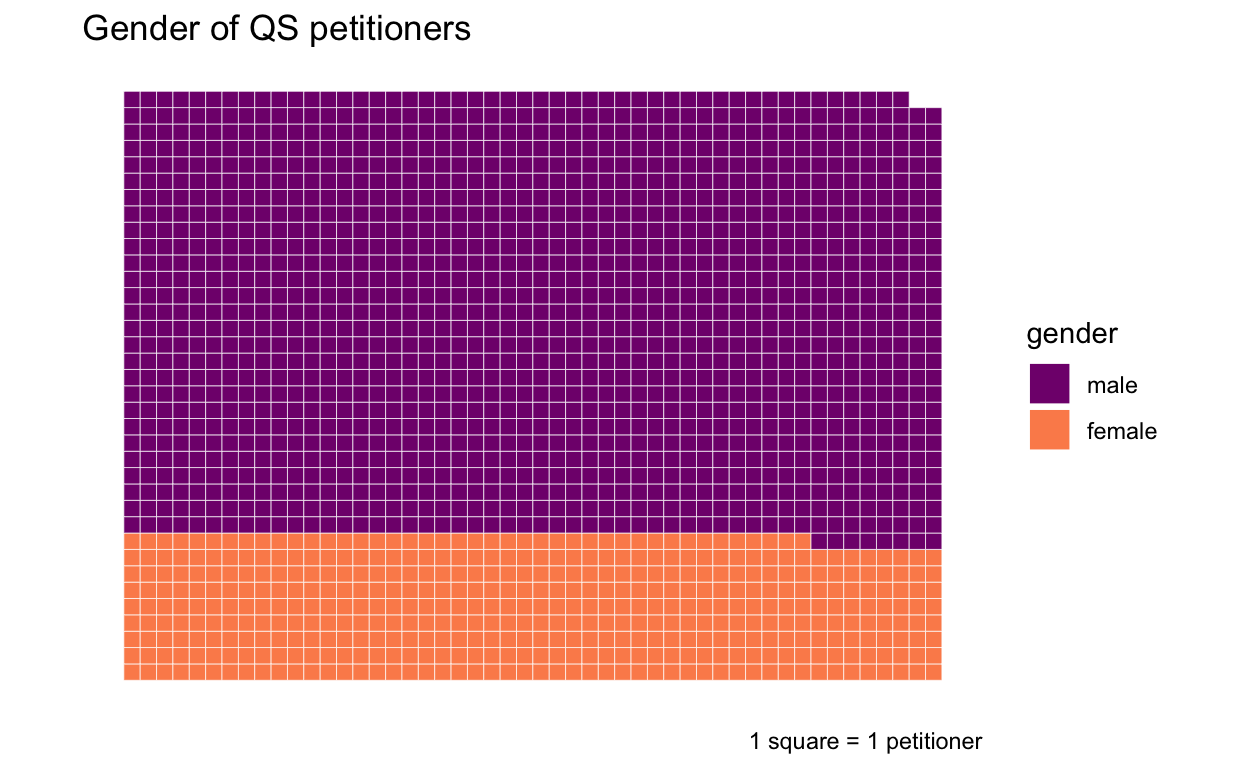 Gender of QS petitioners
gender
male
female
1 square = 1 petitioner